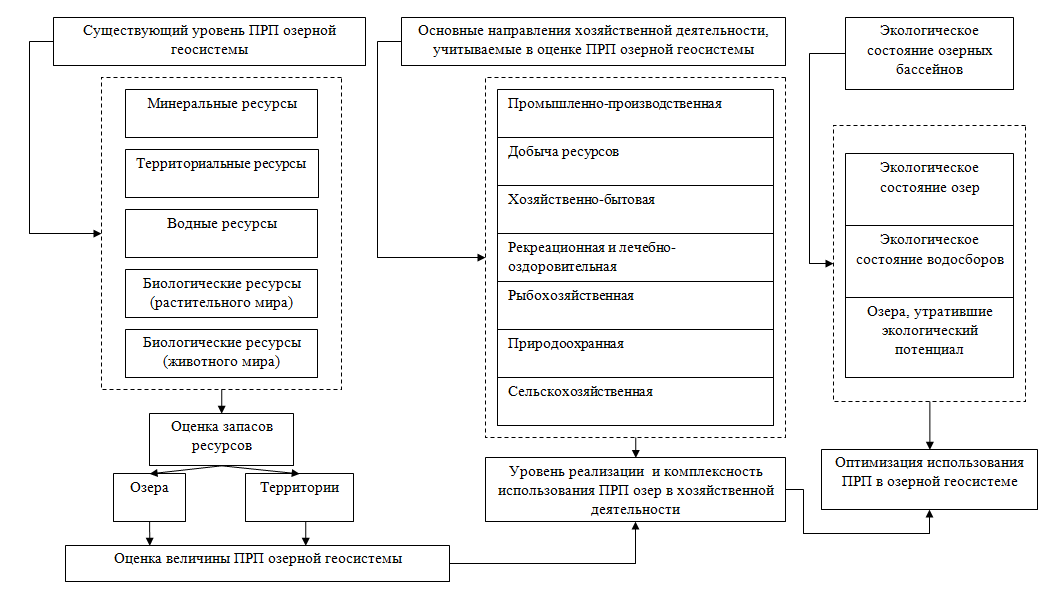 Существующий уровень ПРП озерной
геосистемы
Минеральные ресурсы
Территориальные ресурсы
Водные ресурсы
Биологические ресурсы
(растительного мира)
Биологические ресурсы
(животного мира)
Оценка запасов
ресурсов
Озера
Территории
Оценка величины ПРП озерной геосистемы
Основные направления хозяйственной деятельности,
учитываемые в оценке ПРП озерной геосистемы
Промышленно-производственная
Добыча ресурсов
Хозяйственно-бытовая
Рекреационная и лечебно-
оздоровительная
Рыбохозяйственная
Природоохранная
Сельскохозяйственная
Уровень реализации и комплексность
использования ПРП озер в хозяйственной
деятельности
Экологическое
состояние озерных
бассейнов
Экологическое
состояние озер
Экологическое
состояние водосборов
Озера, утратившие
экологический
потенциал
Оптимизация использования
ПРП в озерной геосистеме